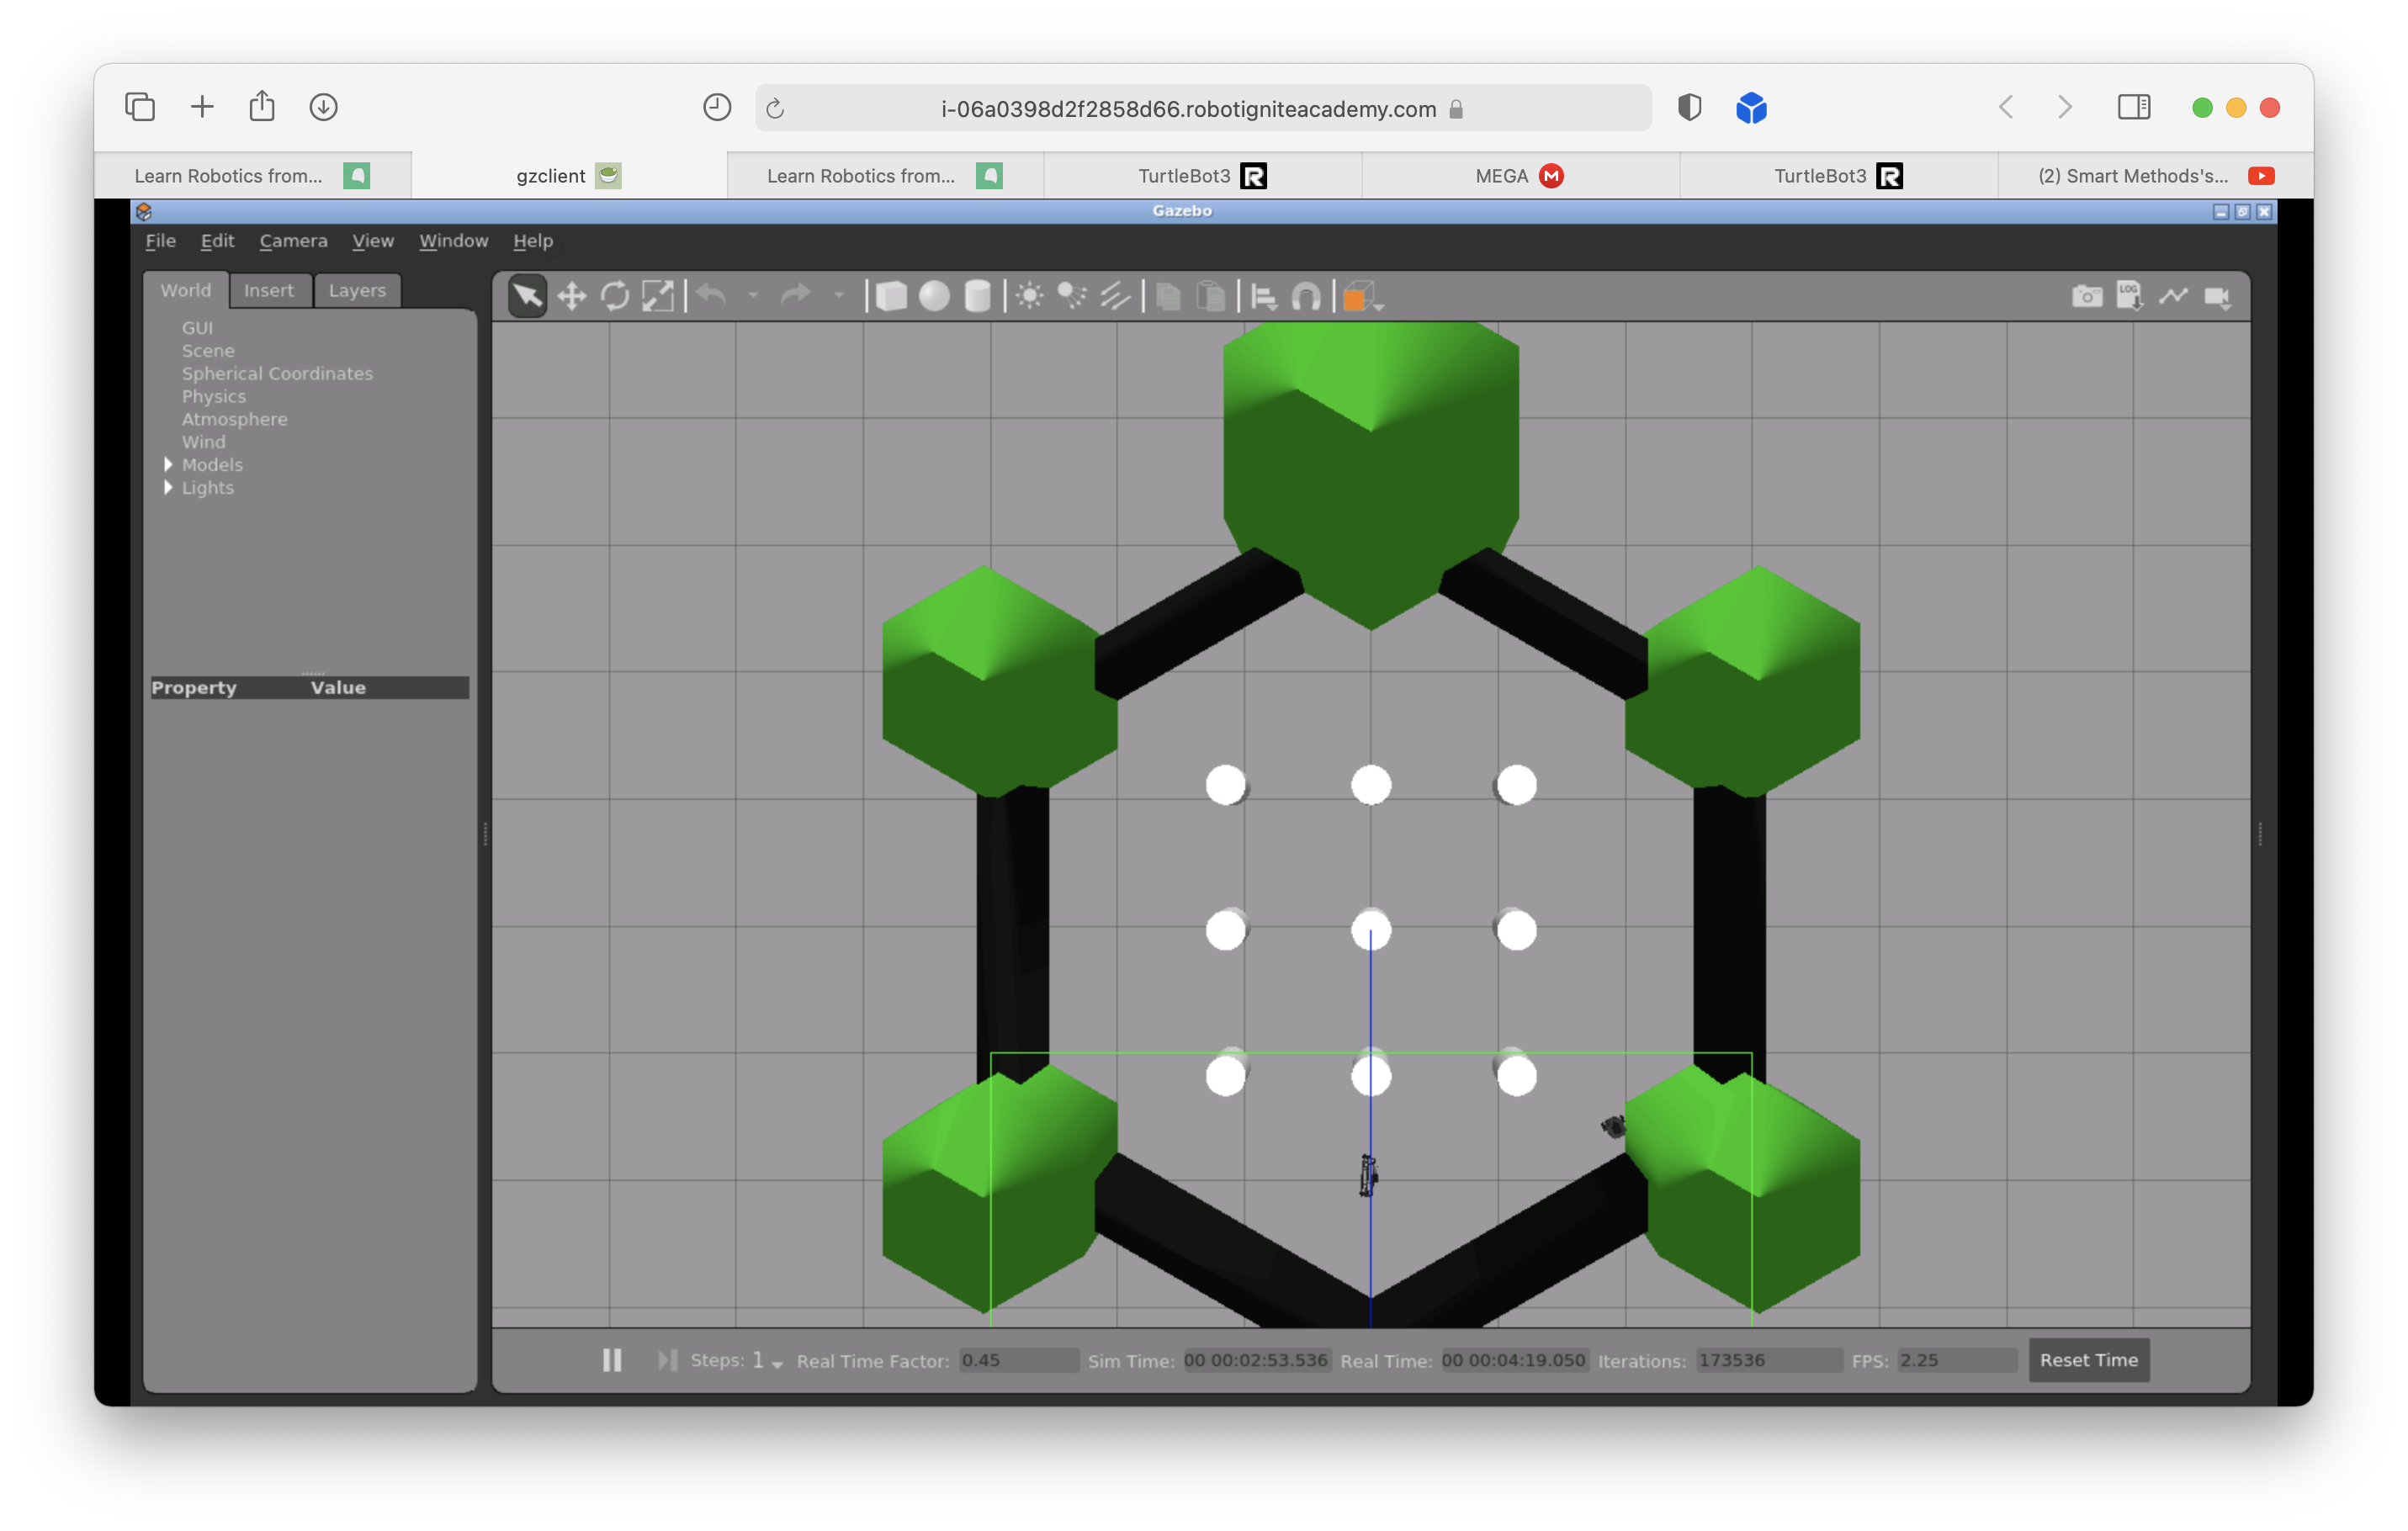 i-06a0398d2f2858d66.robotigniteacademy.com
Learn Robotics from... gzclient Learn Robotics from... TurtleBot3 R MEGA M TurtleBot3 R (2) Smart Methods's...
Gazebo
File Edit Camera View Window Help
World Insert Layers
LOG
GUI
Scene
Spherical Coordinates
Physics
Atmosphere
Wind
Models
Lights
Property Value
Steps: 1 Real Time Factor: 0.45 Sim Time: 00 00:02:53.536 Real Time: 00 00:04:19.050 Iterations: 173536 FPS: 2.25 Reset Time